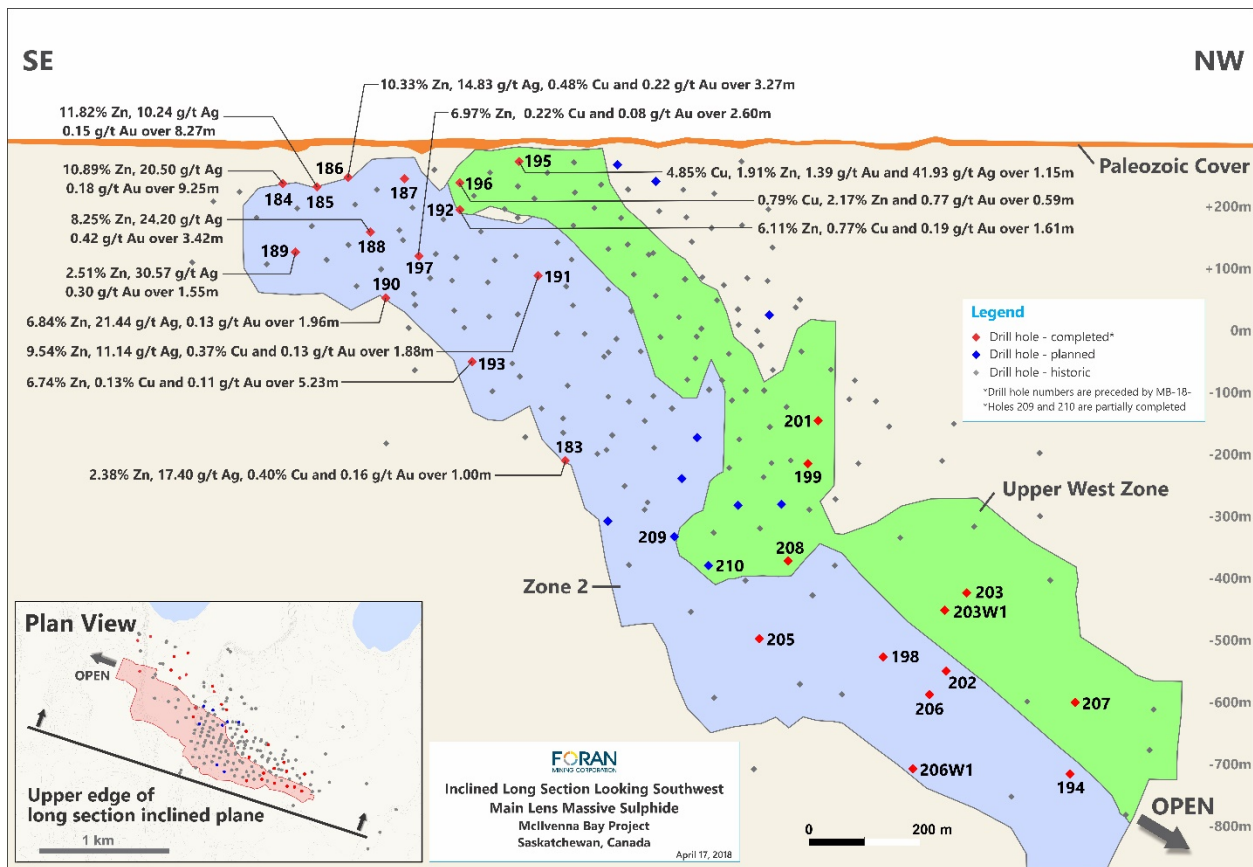 SE
NW
10.33% Zn, 14.83 g/t Ag, 0.48% Cu and 0.22 g/t Au over 3.27m
11.82% Zn, 10.24 g/t Ag
0.15 g/t Au over 8.27m
6.97% Zn, 0.22% Cu and 0.08 g/t Au over 2.60m
Paleozoic Cover
10.89% Zn, 20.50 g/t Ag
0.18 g/t Au over 9.25m
186
195
184
185
187
196
4.85% Cu, 1.91% Zn, 1.39 g/t Au and 41.93 g/t Ag over 1.15m
0.79% Cu, 2.17% Zn and 0.77 g/t Au over 0.59m
192
+200m
8.25% Zn, 24.20 g/t Ag
0.42 g/t Au over 3.42m
6.11% Zn, 0.77% Cu and 0.19 g/t Au over 1.61m
188
189
197
2.51% Zn, 30.57 g/t Ag
0.30 g/t Au over 1.55m
190
191
+100m
6.84% Zn, 21.44 g/t Ag, 0.13 g/t Au over 1.96m
9.54% Zn, 11.14 g/t Ag, 0.37% Cu and 0.13 g/t Au over 1.88m
6.74% Zn, 0.13% Cu and 0.11 g/t Au over 5.23m
193
0m
Legend
Drill hole - completed*
Drill hole - planned
Drill hole - historic
*Drill hole numbers are preceded by MB-18-
*Holes 209 and 210 are partially completed
-100m
201
183
2.38% Zn, 17.40 g/t Ag, 0.40% Cu and 0.16 g/t Au over 1.00m
199
-200m
Upper West Zone
-300m
209
208
210
Zone 2
-400m
203
203W1
205
198
-500m
202
206
207
-600m
206W1
194
-700m
OPEN
-800m
Plan View
OPEN
Upper edge of
long section inclined plane
1 km
FORAN
MINING CORPORATION
Inclined Long Section Looking Southwest
Main Lens Massive Sulphide
McIlvenna Bay Project
Saskatchewan, Canada
April 17, 2018
0
200 m